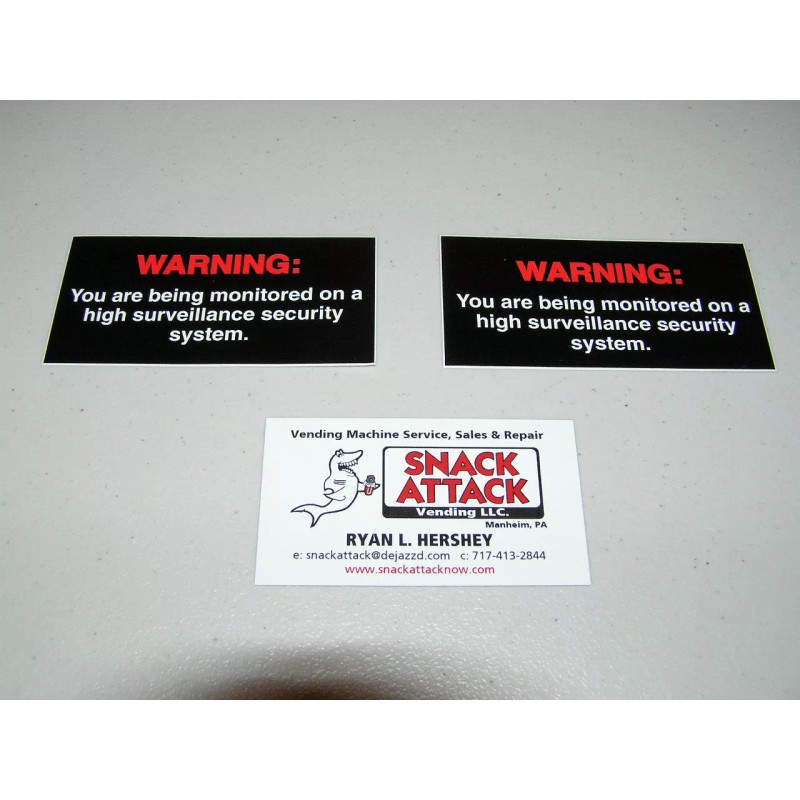 WARNING:
You are being monitored on a
high surveillance security
system.
WARNING:
You are being monitored on a
high surveillance security
system.
Vending Machine Service, Sales & Repair
SNACK
ATTACK
Vending LLC.
Manheim, PA
RYAN L. HERSHEY
e: snackattack@dejazzd.com c: 717-413-2844
www.snackattacknow.com